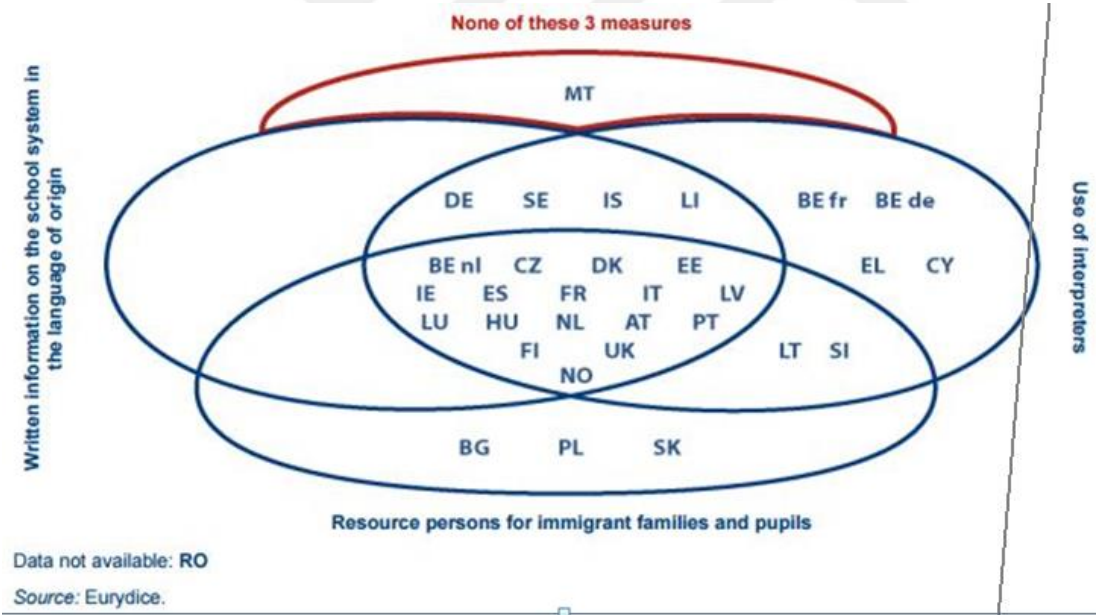 None of these 3 measures
MT
Written information on the school system in
the language of origin
Use of interpreters
DE SE IS LI BE fr BE de
BE nl CZ DK EE EL CY
IE ES FR IT LV
LU HU NL AT PT
FI UK LT SI
NO
BG PL SK
Resource persons for immigrant families and pupils
Data not available: RO
Source: Eurydice.